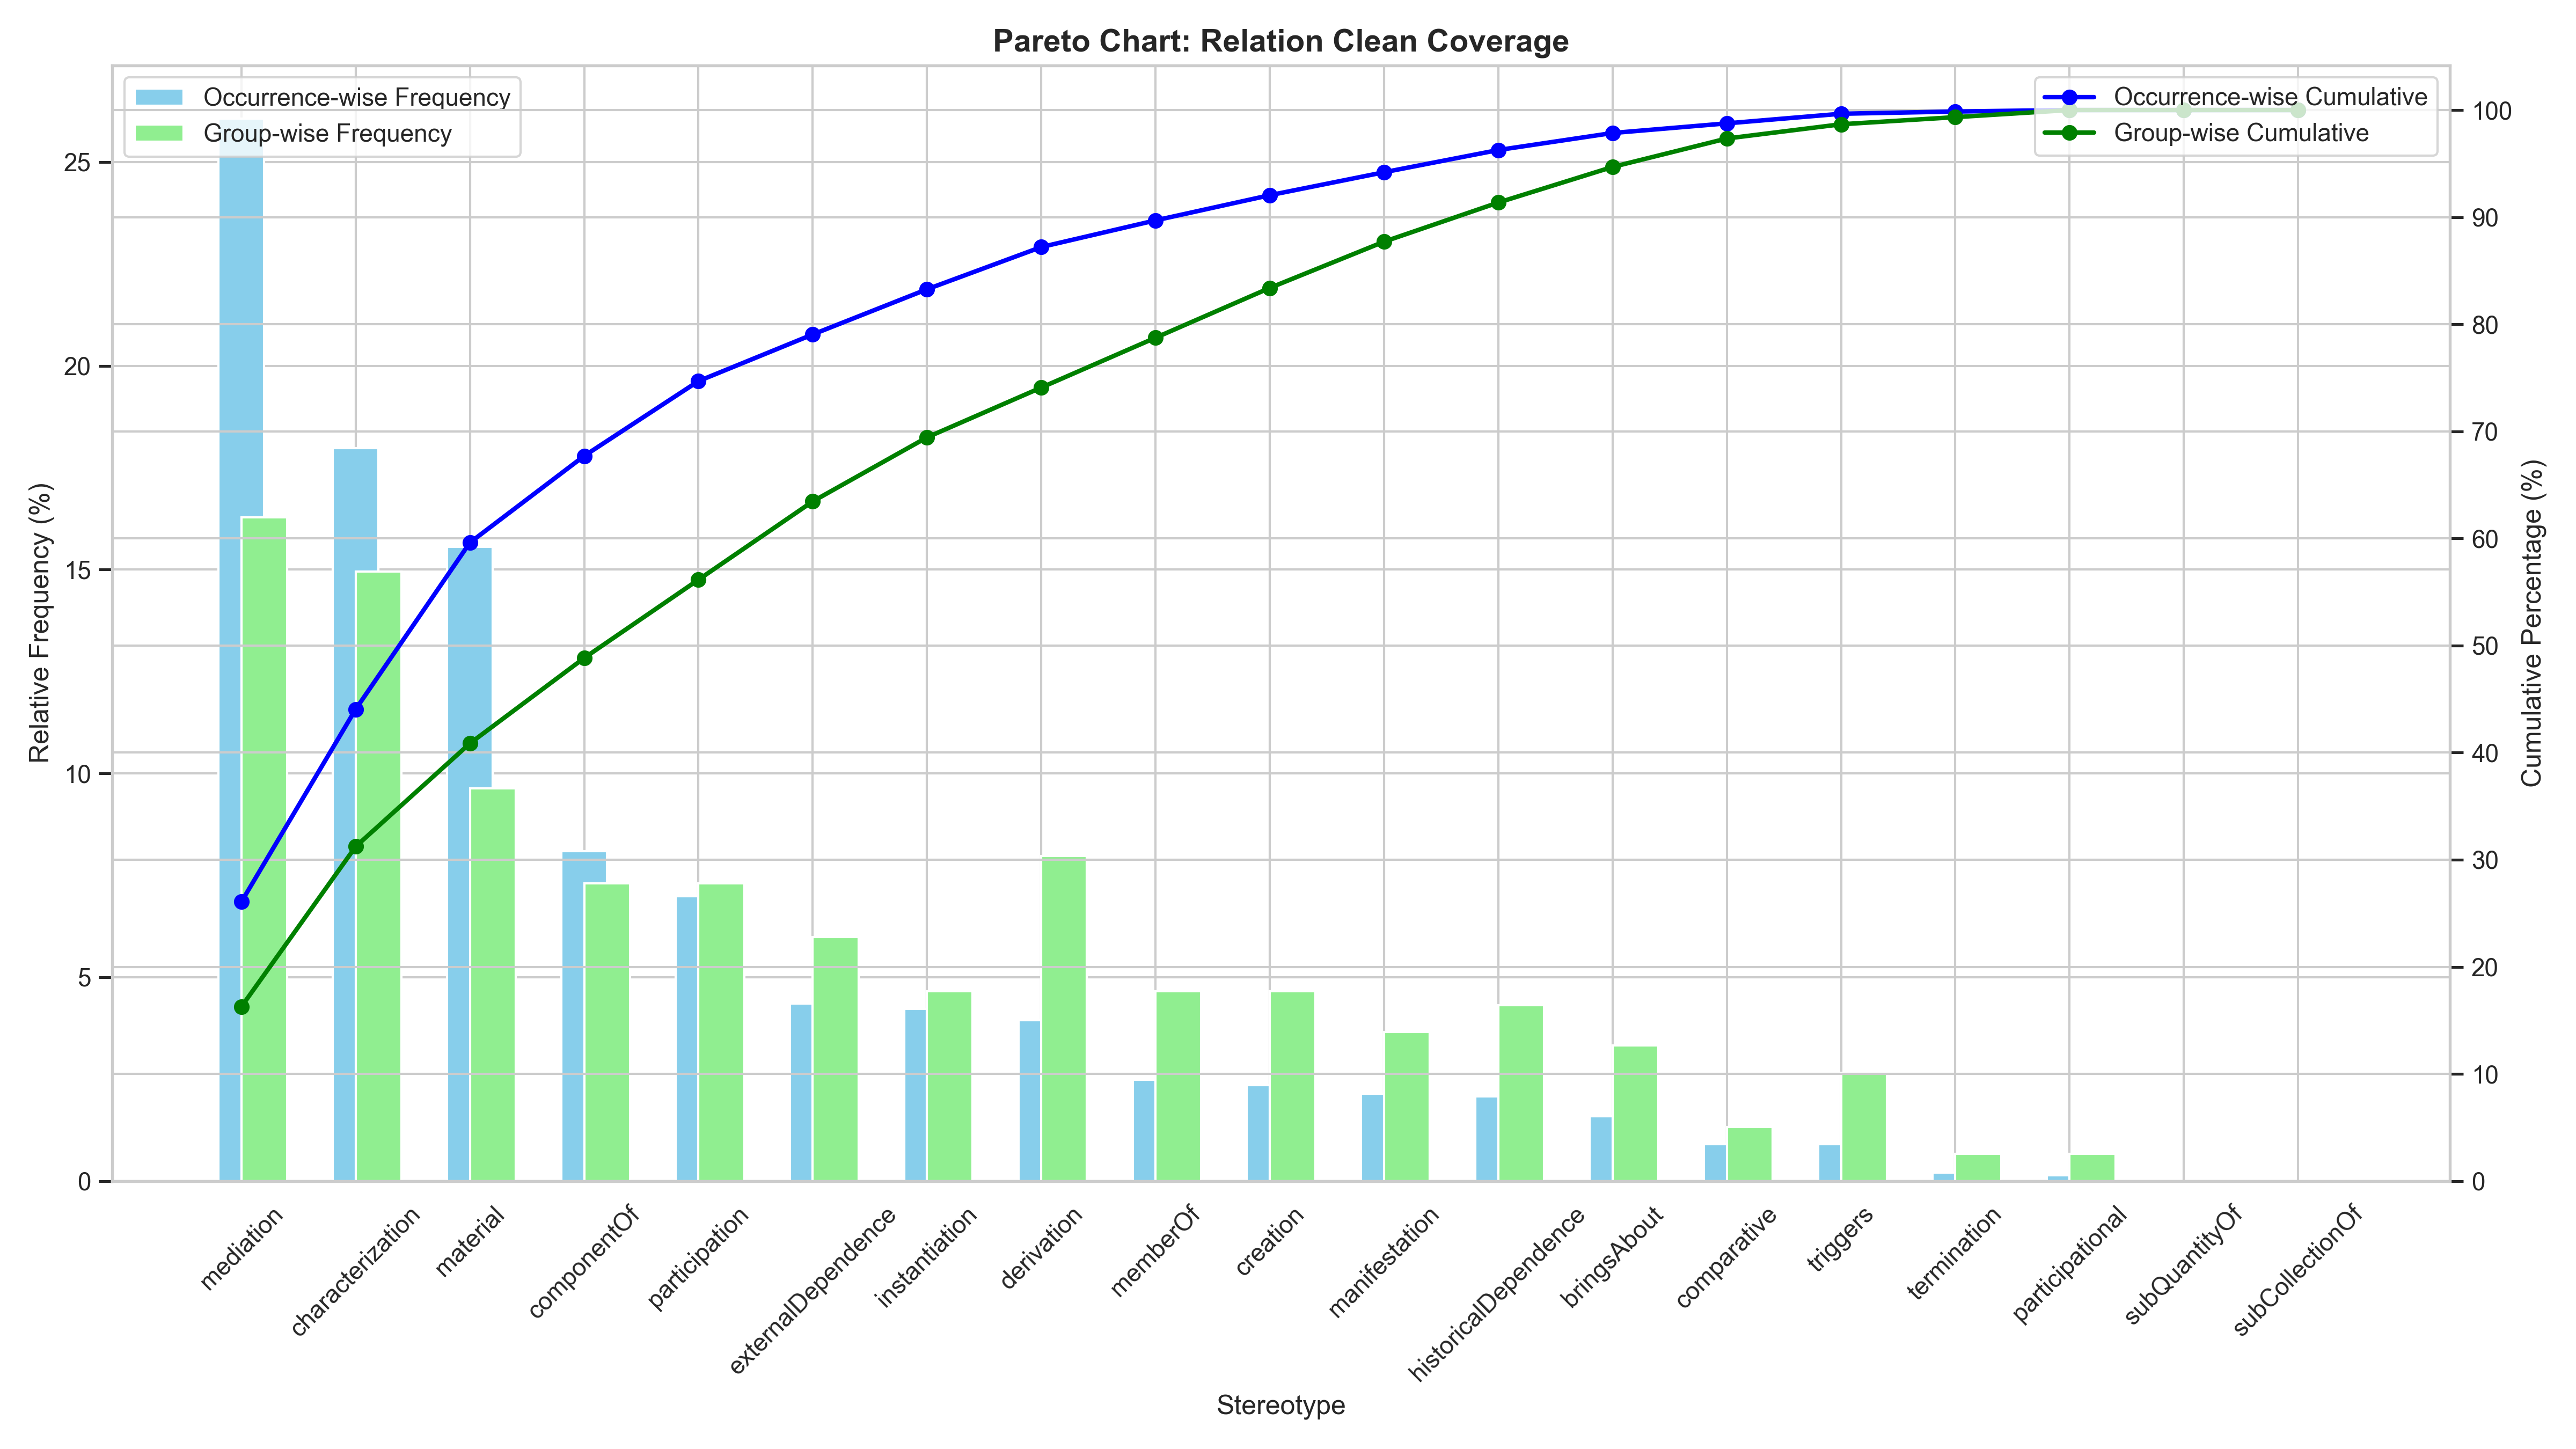 Pareto Chart: Relation Clean Coverage
Occurrence-wise Frequency
Group-wise Frequency
Occurrence-wise Cumulative
Group-wise Cumulative
Relative Frequency (%)
25
20
15
10
5
0
100
90
80
70
60
50
40
30
20
10
0
Cumulative Percentage (%)
mediation
characterization
material
componentOf
participation
externalDependence
instantiation
derivation
memberOf
creation
manifestation
historicalDependence
bringsAbout
comparative
triggers
termination
participational
subQuantityOf
subCollectionOf
Stereotype